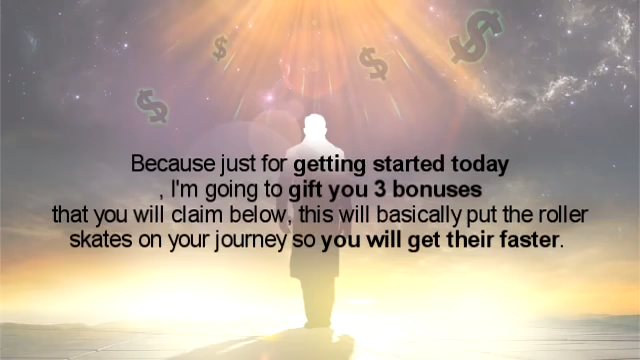 Because just for getting started today
, I'm going to gift you 3 bonuses
that you will claim below, this will basically put the roller
skates on your journey so you will get their faster.